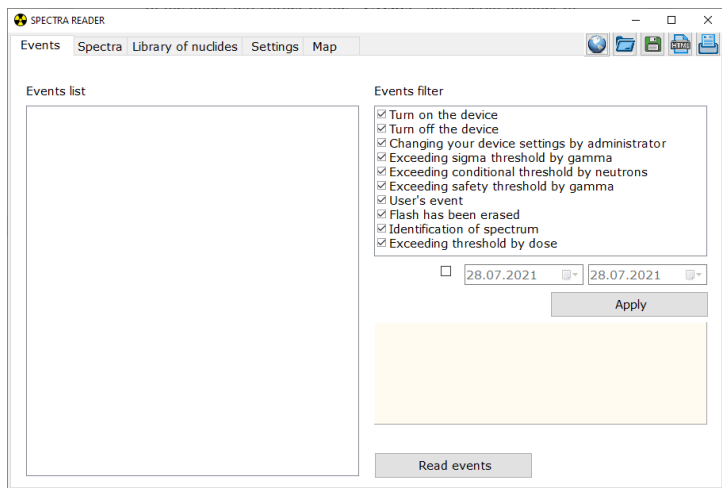 SPECTRA READER
Events Spectra Library of nuclides Settings Map
HTML
Events list
Events filter
Turn on the device
Turn off the device
Changing your device settings by administrator
Exceeding sigma threshold by gamma
Exceeding conditional threshold by neutrons
Exceeding safety threshold by gamma
User's event
Flash has been erased
Identification of spectrum
Exceeding threshold by dose
28.07.2021 28.07.2021
Apply
Read events